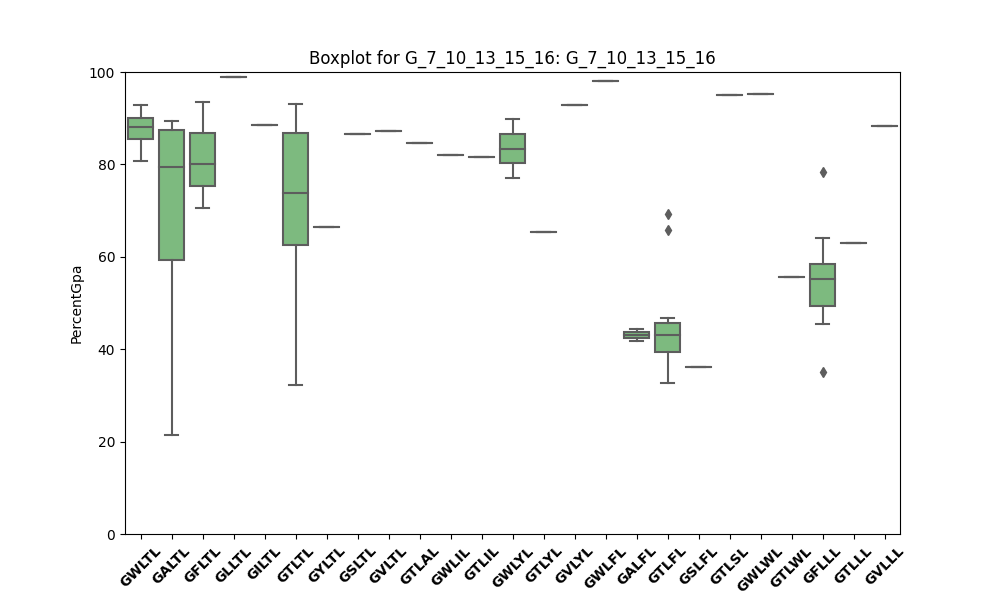 Boxplot for G_7_10_13_15_16: G_7_10_13_15_16
PercentGpa
100
80
60
40
20
0
GWLTL GALTL GFLTL GLLTL GILTL GTLTL GYLTL GSLTL GVLTL GTLAL GWLIL GTLIL GWLYL GTLYL GVLYL GWLFL GALFL GTLFL GSLFL GTLSL GWLWL GTLWL GFLLL GTLLL GVLLL